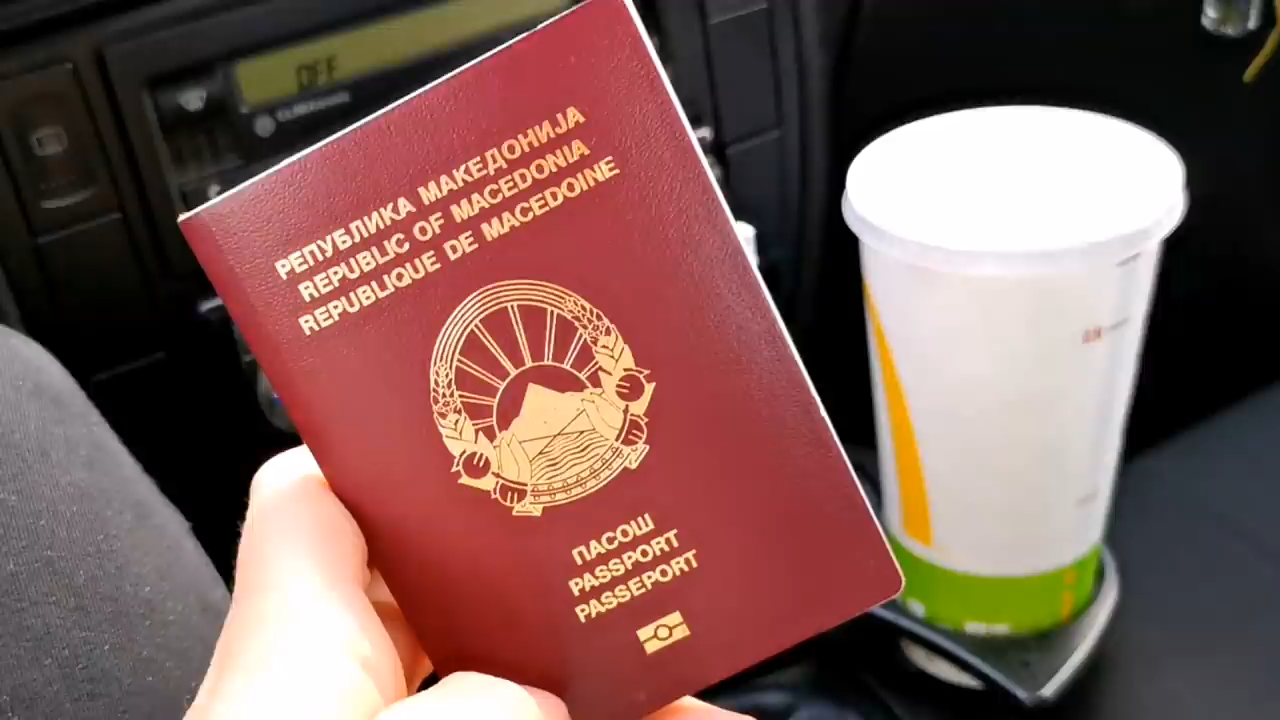 OFF
РЕПУБЛИКА МАКЕДОНИЈА
REPUBLIC OF MACEDONIA
REPUBLIQUE DE MACEDOINE
ПАСОШ
PASSPORT
PASSEPORT